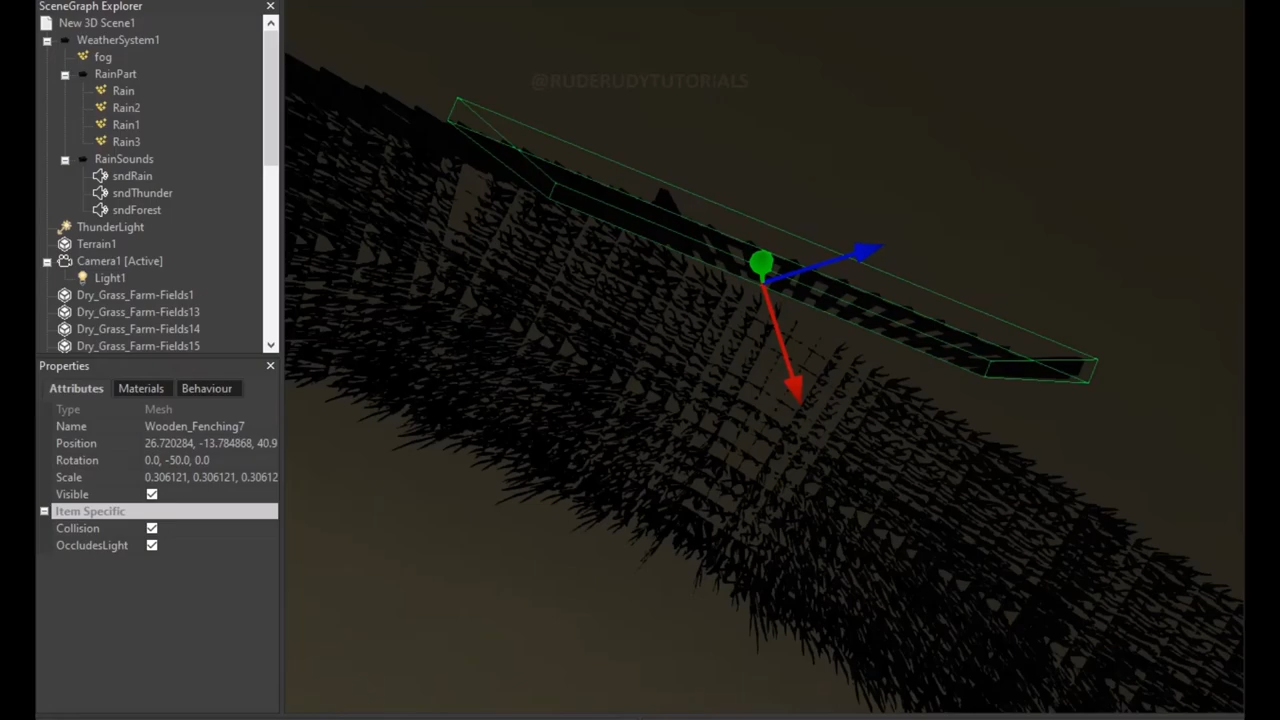 SceneGraph Explorer
New 3D Scene1
WeatherSystem1
fog
RainPart
Rain
Rain2
Rain1
Rain3
RainSounds
sndRain
sndThunder
sndForest
ThunderLight
Terrain1
Camera1 [Active]
Light1
Dry_Grass_Farm-Fields1
Dry_Grass_Farm-Fields13
Dry_Grass_Farm-Fields14
Dry_Grass_Farm-Fields15
Properties
Attributes Materials Behaviour
Type Mesh
Name Wooden_Fenching7
Position 26.720284, -13.784868, 40.9
Rotation 0.0, -50.0, 0.0
Scale 0.306121, 0.306121, 0.30612
Visible
Item Specific
Collision
OccludesLight
@RUDERUDYTUTORIALS